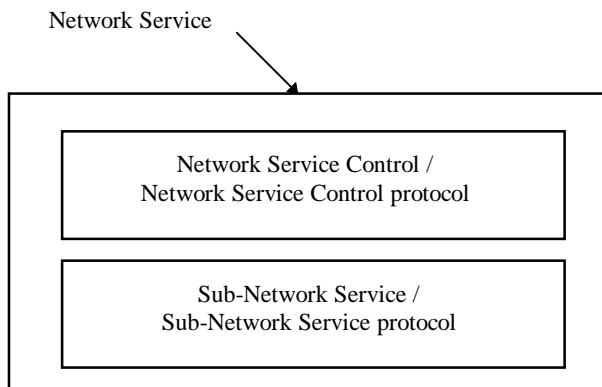 Network Service
Network Service Control /
Network Service Control protocol
Sub-Network Service /
Sub-Network Service protocol